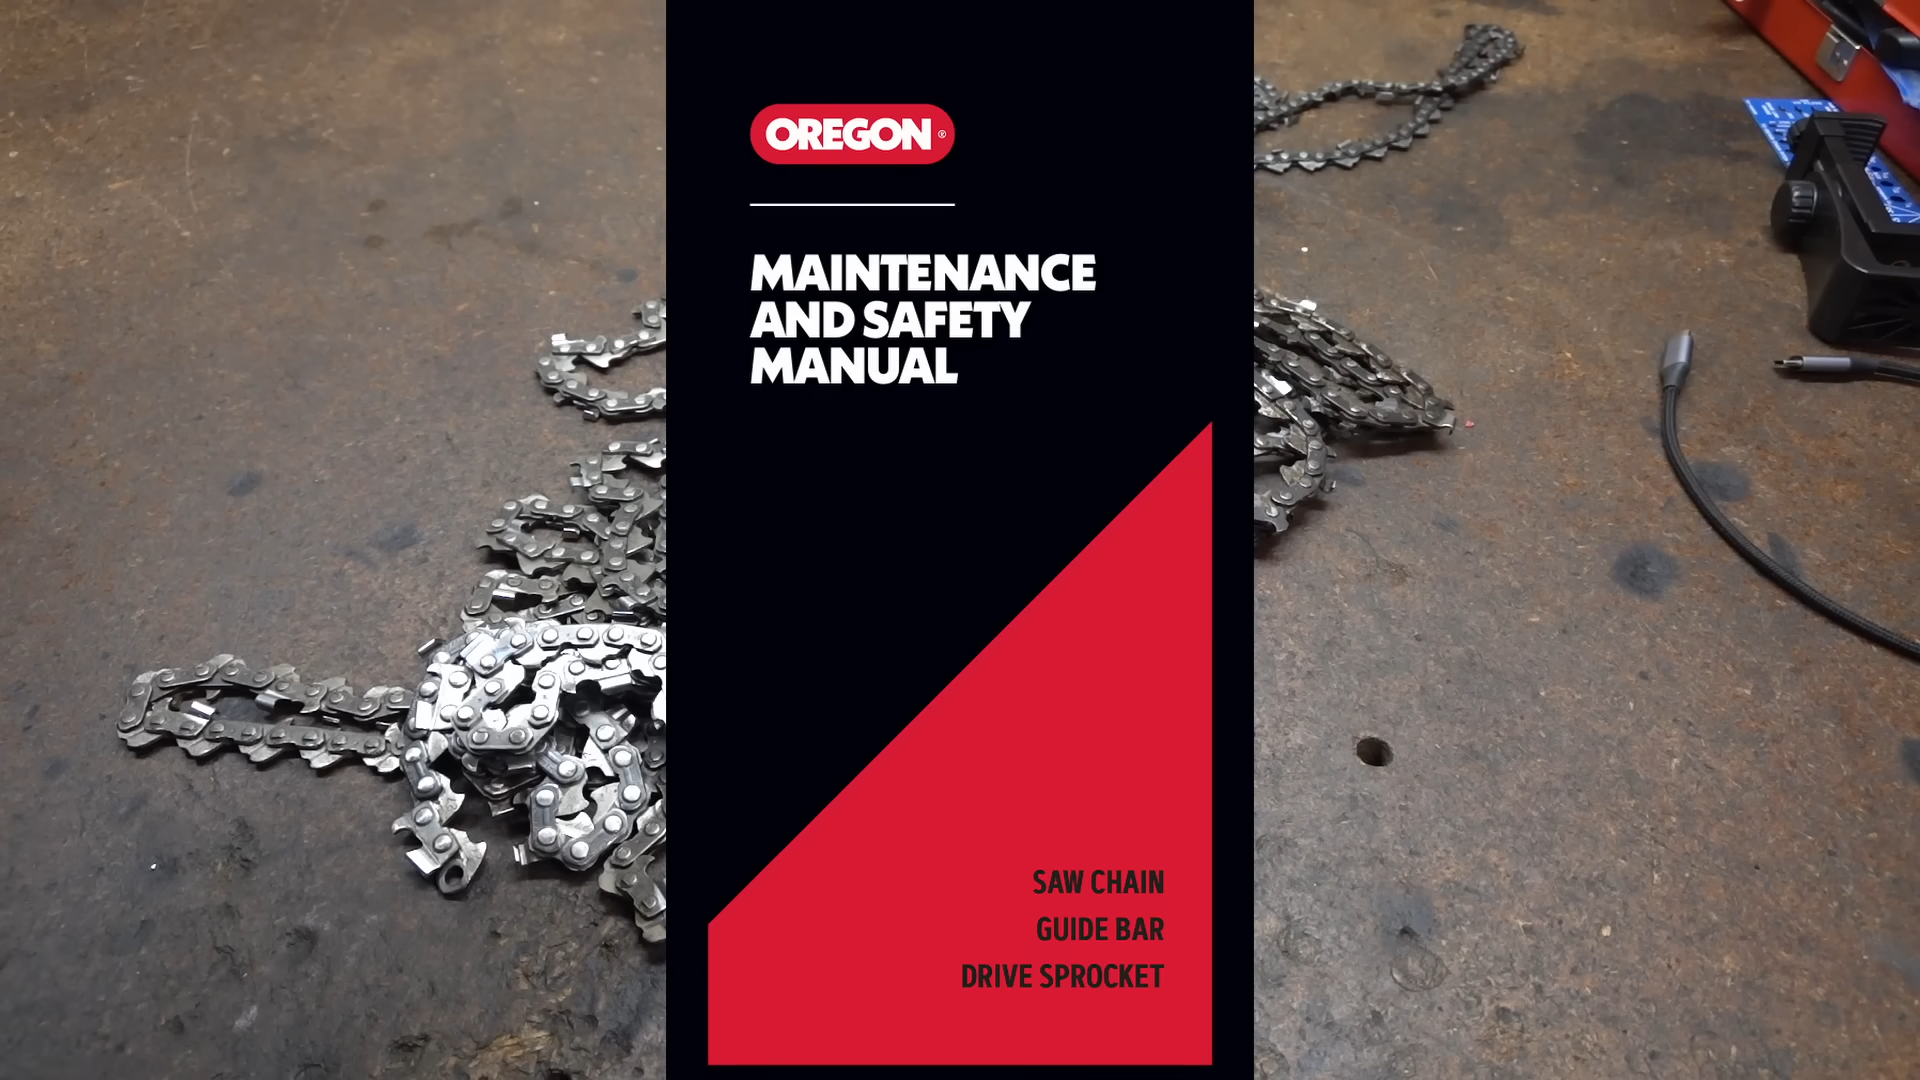 OREGON®
MAINTENANCE
AND SAFETY
MANUAL
SAW CHAIN
GUIDE BAR
DRIVE SPROCKET